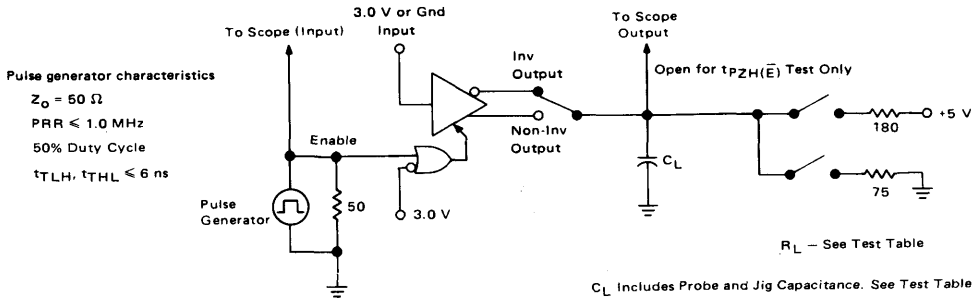 3.0 V or Gnd
Input
To Scope (Input)
To Scope
Output
Inv
Output
Open for tPZH(E̅) Test Only
Pulse generator characteristics
Zo = 50 Ω
PRR ≤ 1.0 MHz
50% Duty Cycle
tTLH, tTHL ≤ 6 ns
Enable
Non-Inv
Output
180
+5 V
CL
75
Pulse
Generator
50
3.0 V
RL – See Test Table
CL Includes Probe and Jig Capacitance. See Test Table